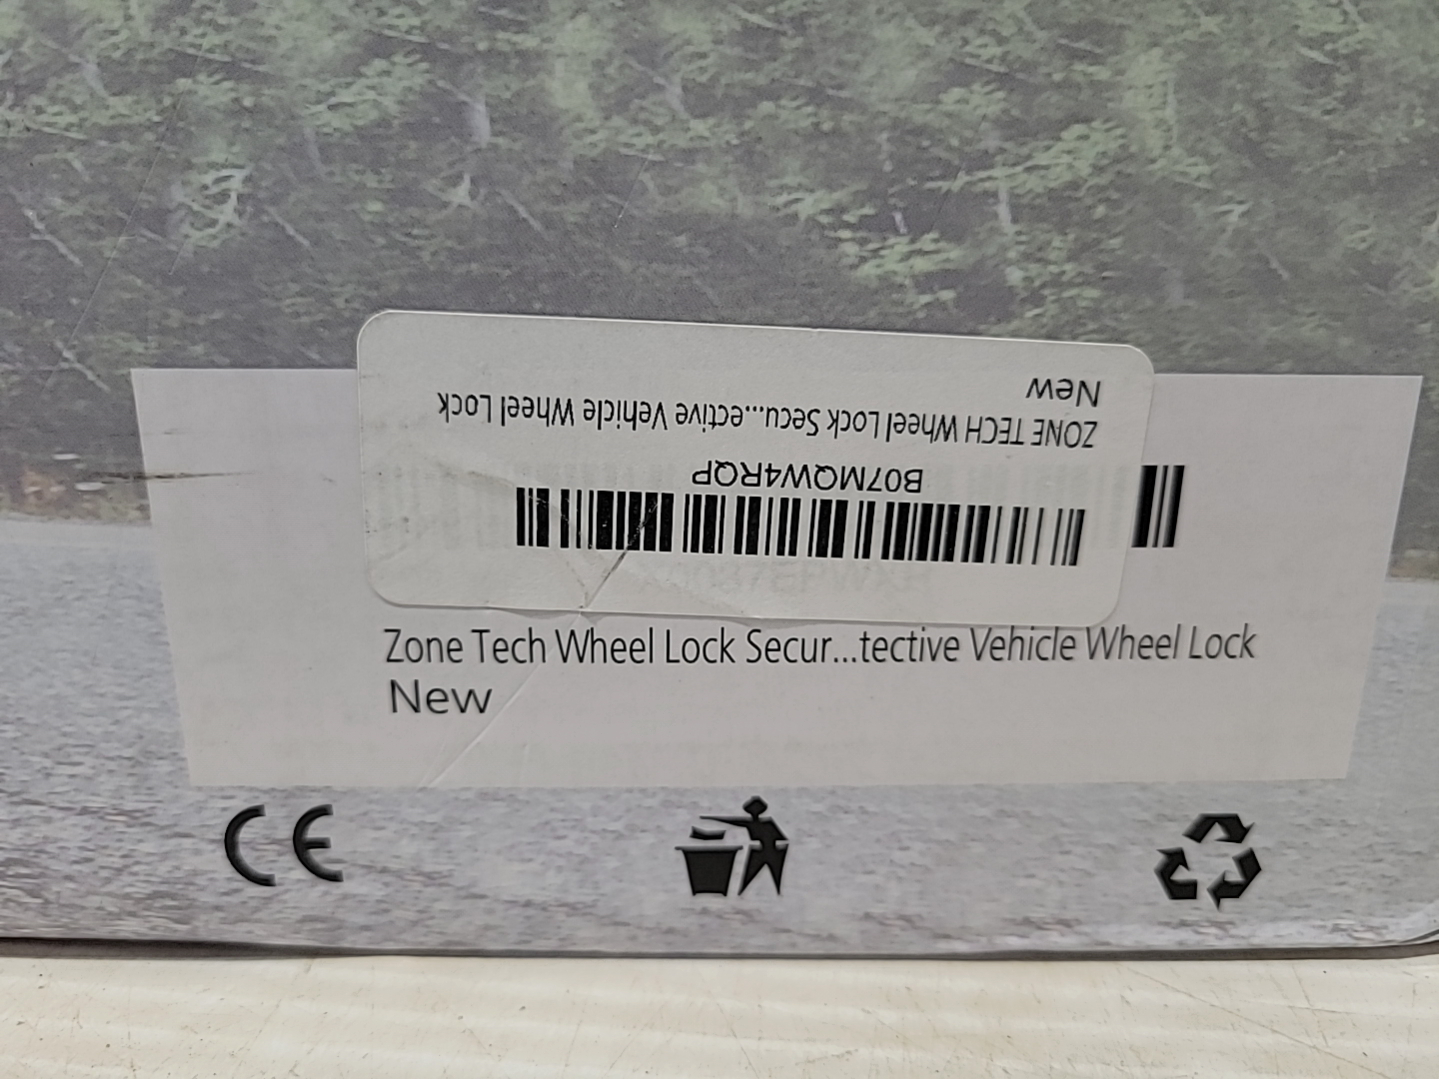 B07MQW4RQP
ZONE TECH Wheel Lock Secu...ective Vehicle Wheel Lock
New
Zone Tech Wheel Lock Secur...tective Vehicle Wheel Lock
New
CE